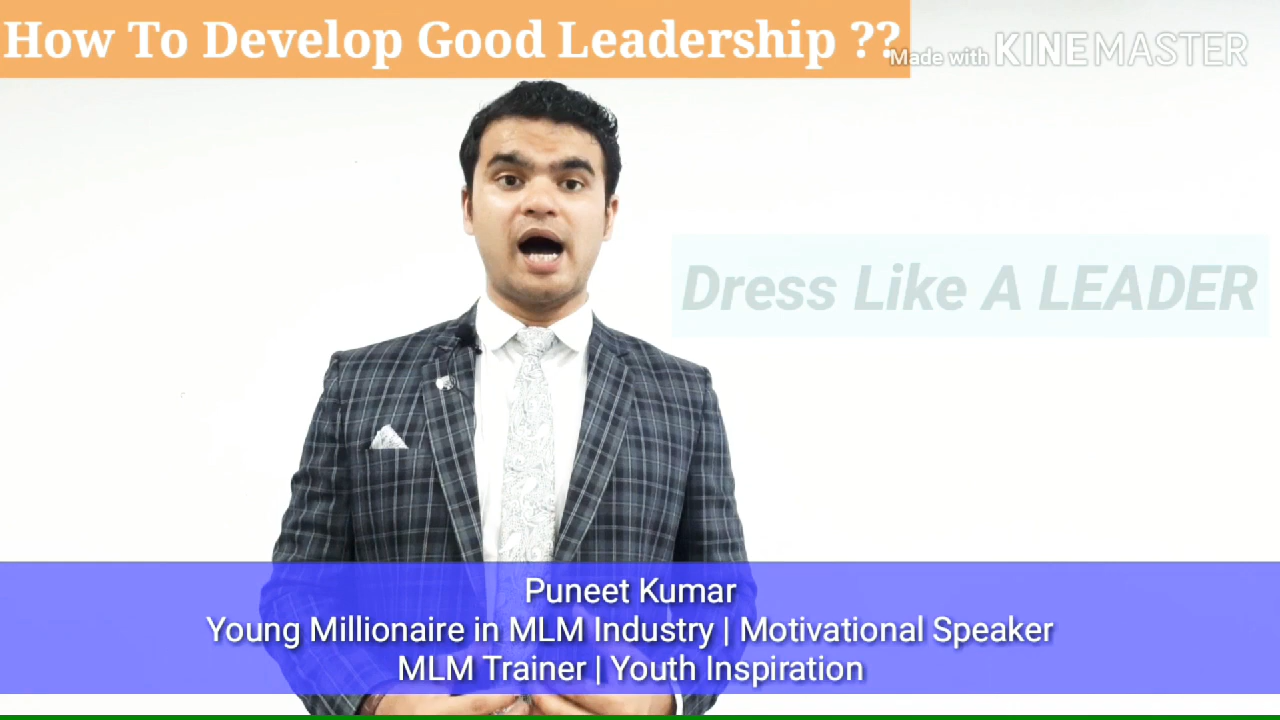 How To Develop Good Leadership ??
Made with KINEMASTER
Dress Like A LEADER
Puneet Kumar
Young Millionaire in MLM Industry | Motivational Speaker
MLM Trainer | Youth Inspiration